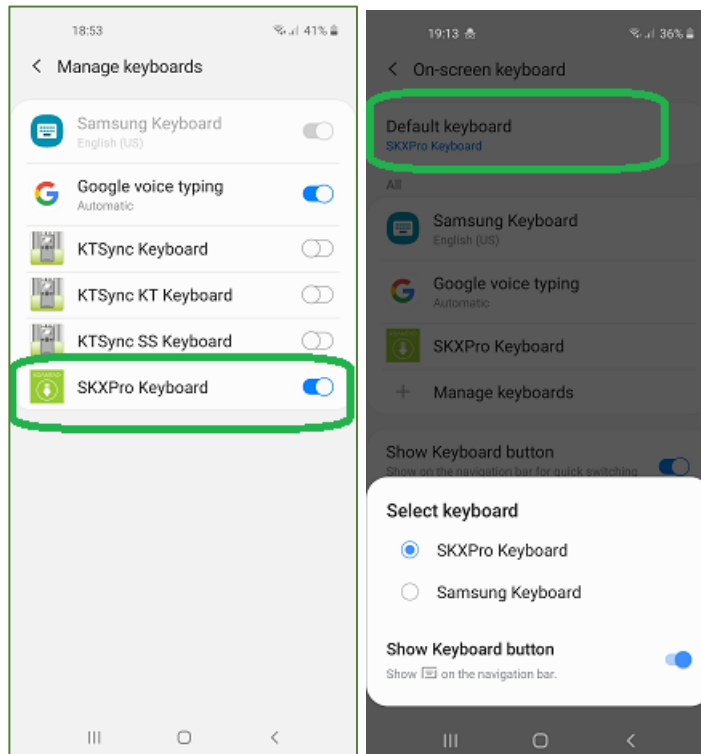 18:53
41%
Manage keyboards
Samsung Keyboard
English (US)
Google voice typing
Automatic
KTSync Keyboard
KTSync KT Keyboard
KTSync SS Keyboard
SKXPro Keyboard
19:13
36%
On-screen keyboard
Default keyboard
SKXPro Keyboard
All
Samsung Keyboard
English (US)
Google voice typing
Automatic
SKXPro Keyboard
Manage keyboards
Show Keyboard button
Show on the navigation bar for quick switching
Select keyboard
SKXPro Keyboard
Samsung Keyboard
Show Keyboard button
Show on the navigation bar.